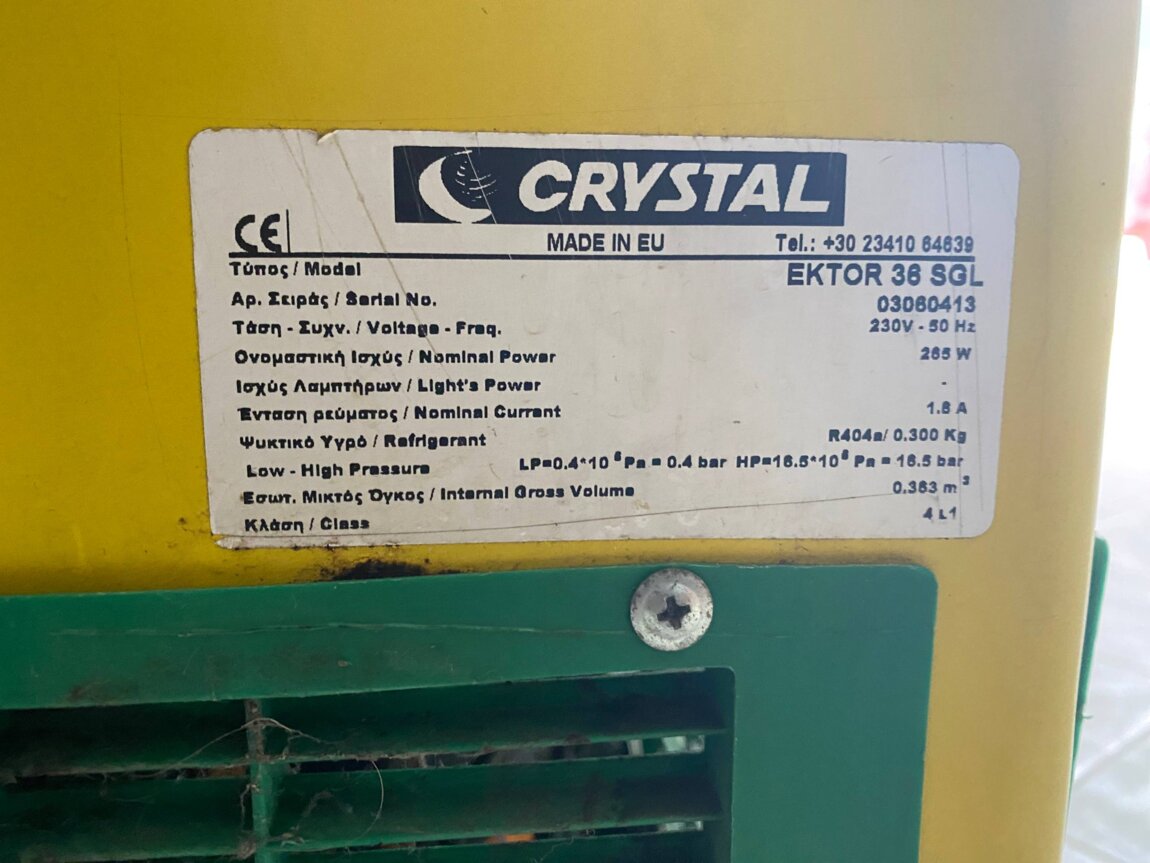 CRYSTAL
CE
MADE IN EU Tel.: +30 23410 64639
Τύπος / Model EKTOR 36 SGL
Αρ. Σειράς / Serial No. 03060413
Τάση - Συχν. / Voltage - Freq. 230V - 50 Hz
Ονομαστική Ισχύς / Nominal Power 265 W
Ισχύς Λαμπτήρων / Light's Power -
Ένταση ρεύματος / Nominal Current 1.6 A
Ψυκτικό Υγρό / Refrigerant R404a/ 0.300 Kg
Low - High Pressure LP=0.4*10⁵ Pa = 0.4 bar HP=16.5*10⁵ Pa = 16.5 bar
Εσωτ. Μικτός Όγκος / Internal Gross Volume 0.363 m³
Κλάση / Class 4 L1